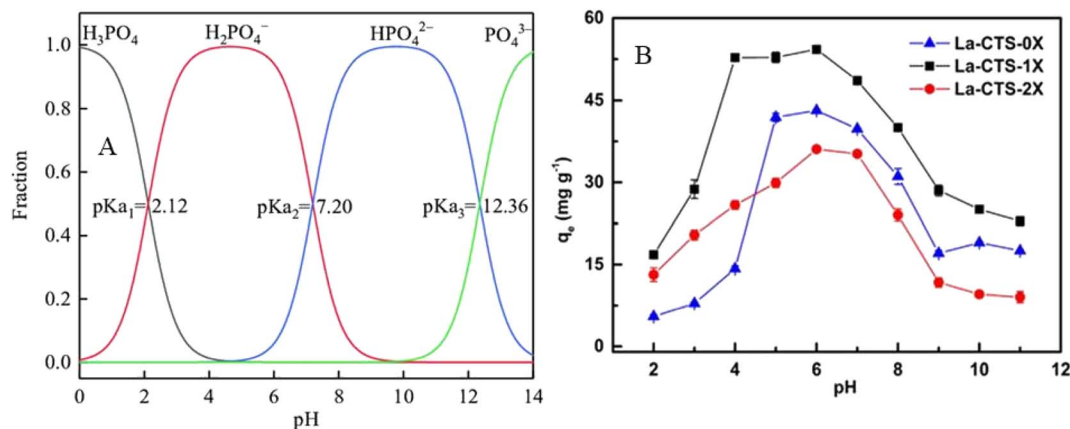 A
H₃PO₄
H₂PO₄⁻
HPO₄²⁻
PO₄³⁻
pKa₁= 2.12
pKa₂= 7.20
pKa₃= 12.36
Fraction
1.0
0.8
0.6
0.4
0.2
0.0
0 2 4 6 8 10 12 14
pH
B
La-CTS-0X
La-CTS-1X
La-CTS-2X
qₑ (mg g⁻¹)
60
45
30
15
0
2 4 6 8 10 12
pH